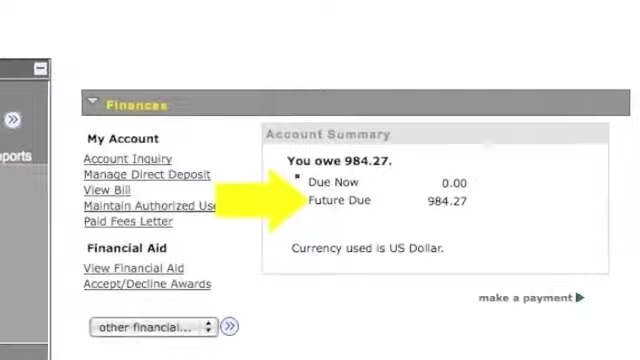 Finances
My Account
Account Inquiry
Manage Direct Deposit
View Bill
Maintain Authorized
Paid Fees Letter
Financial Aid
View Financial Aid
Accept/Decline Awards
other financial...
Account Summary
You owe 984.27.
Due Now 0.00
Future Due 984.27
Currency used is US Dollar.
make a payment